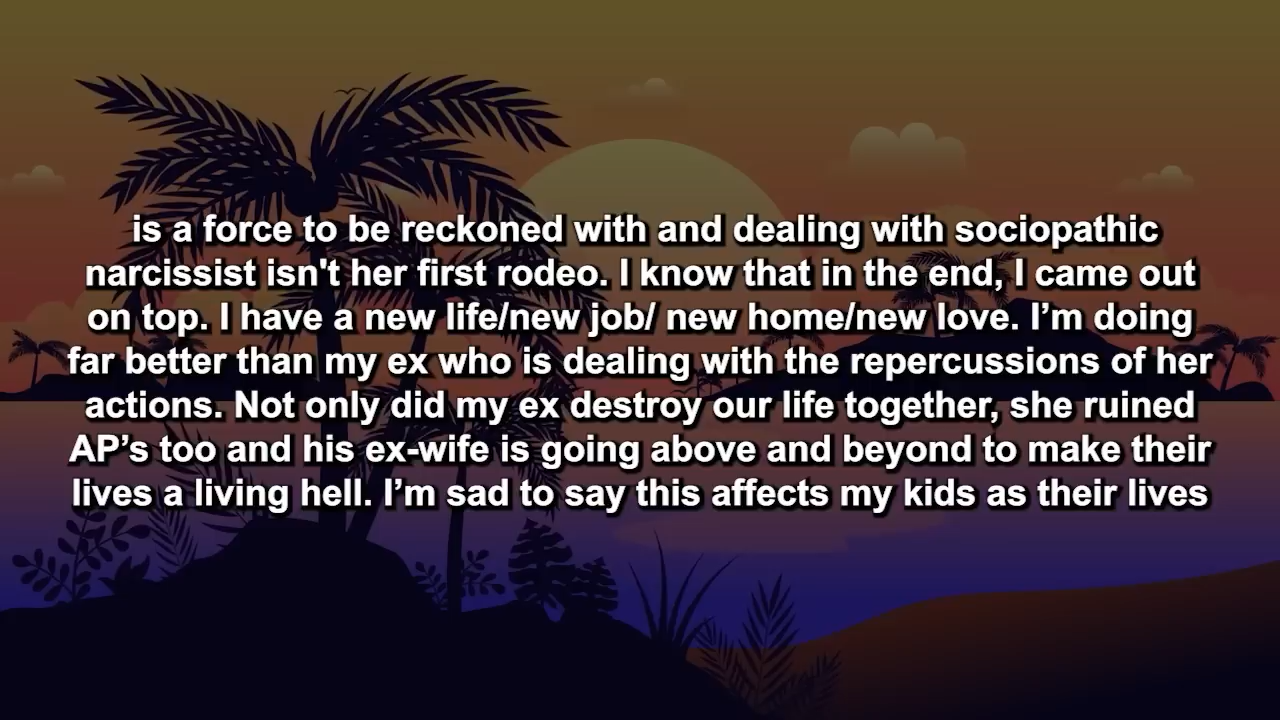 is a force to be reckoned with and dealing with sociopathic
narcissist isn't her first rodeo. I know that in the end, I came out
on top. I have a new life/new job/ new home/new love. I’m doing
far better than my ex who is dealing with the repercussions of her
actions. Not only did my ex destroy our life together, she ruined
AP’s too and his ex-wife is going above and beyond to make their
lives a living hell. I’m sad to say this affects my kids as their lives